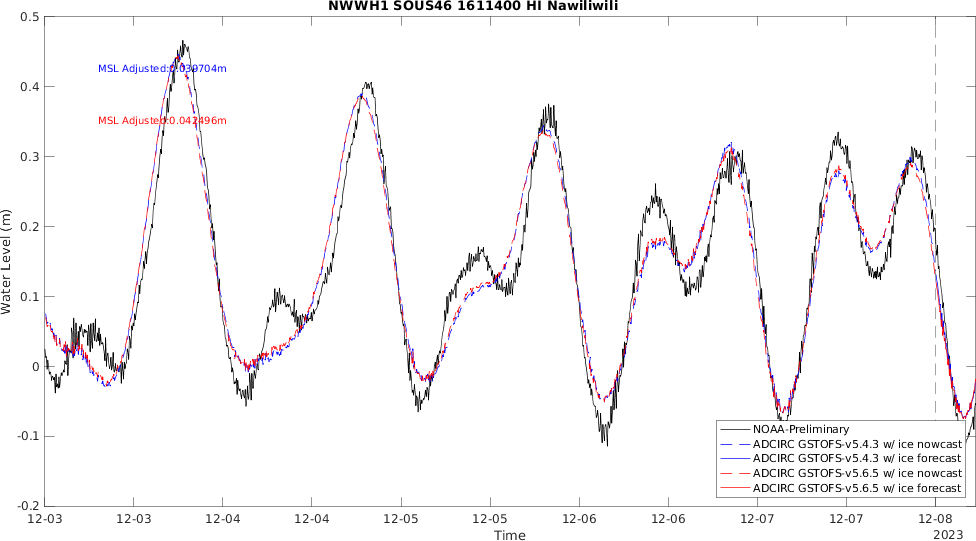 NWWH1 SOUS46 1611400 HI Nawiliwili
0.5
0.4
0.3
0.2
0.1
0
-0.1
-0.2
Water Level (m)
MSL Adjusted:0.039704m
MSL Adjusted:0.042496m
NOAA-Preliminary
ADCIRC GSTOFS-v5.4.3 w/ ice nowcast
ADCIRC GSTOFS-v5.4.3 w/ ice forecast
ADCIRC GSTOFS-v5.6.5 w/ ice nowcast
ADCIRC GSTOFS-v5.6.5 w/ ice forecast
12-03 12-03 12-04 12-04 12-05 12-05 12-06 12-06 12-07 12-07 12-08
2023
Time